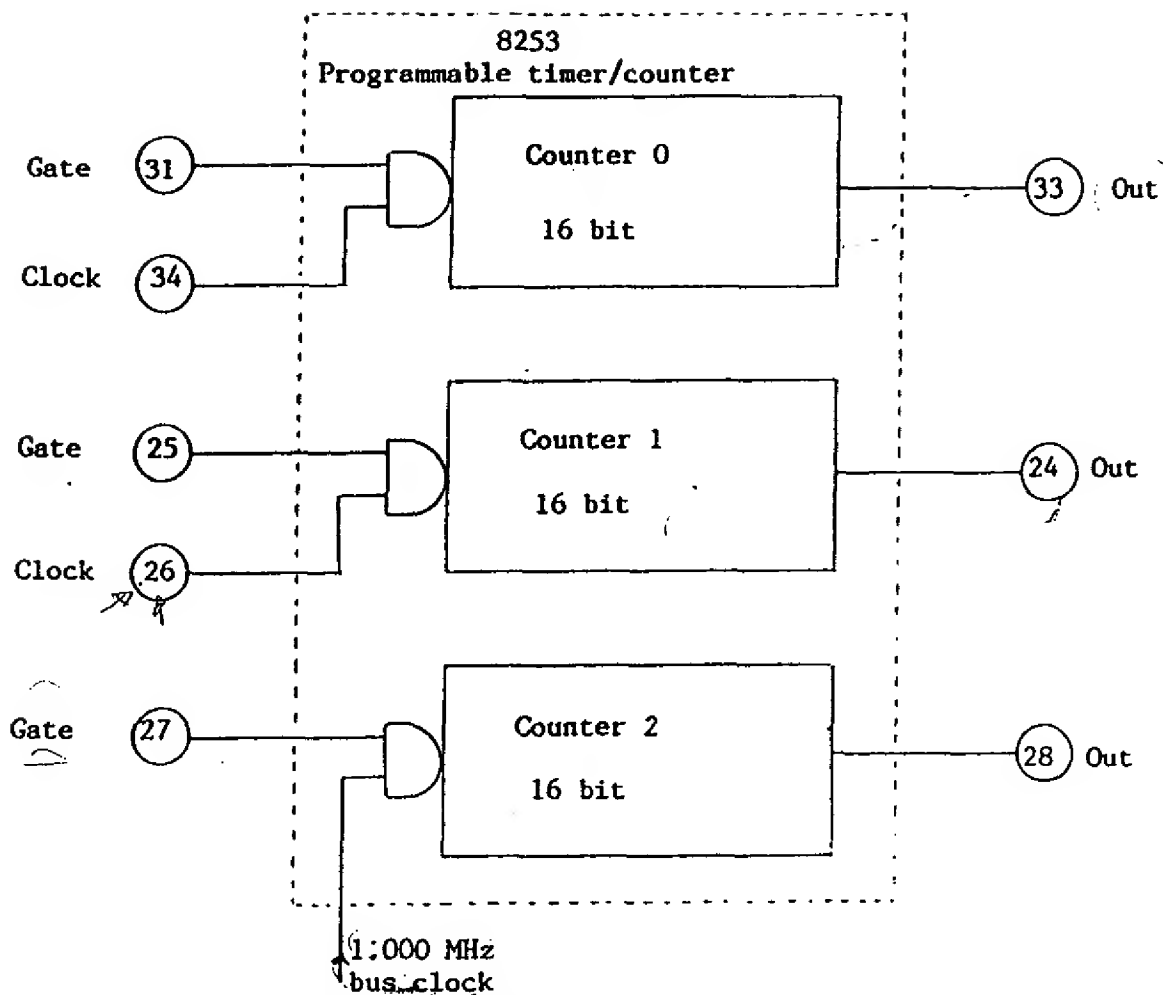 8253
Programmable timer/counter
Gate 31
Counter 0
33 Out
16 bit
Clock 34
Gate 25
Counter 1
24 Out
16 bit
Clock 26
Gate 27
Counter 2
28 Out
16 bit
1.000 MHz
bus clock